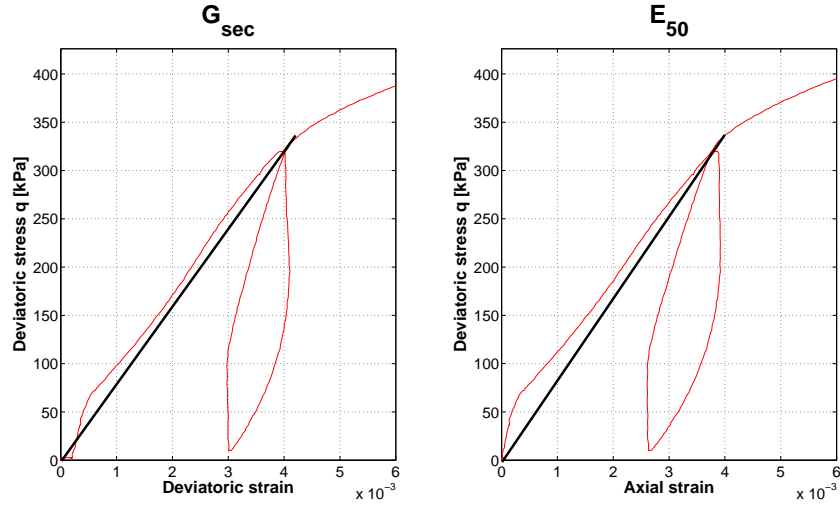 G_sec
Deviatoric stress q [kPa]
400
350
300
250
200
150
100
50
0
0 1 2 3 4 5 6
Deviatoric strain
x 10^-3
E_50
Deviatoric stress q [kPa]
400
350
300
250
200
150
100
50
0
0 1 2 3 4 5 6
Axial strain
x 10^-3